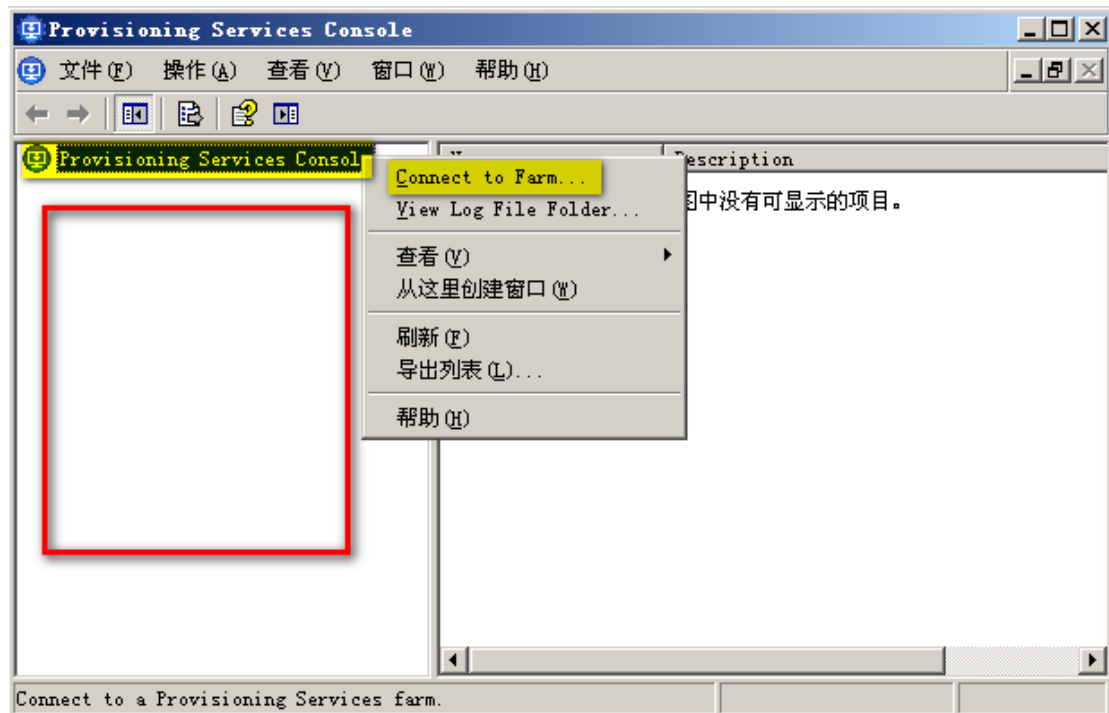 Provisioning Services Console
文件(F) 操作(A) 查看(V) 窗口(W) 帮助(H)
Provisioning Services Consol
Description
Connect to Farm...
View Log File Folder...
图中没有可显示的项目。
查看(V)
从这里创建窗口(W)
刷新(F)
导出列表(L)...
帮助(H)
Connect to a Provisioning Services farm.